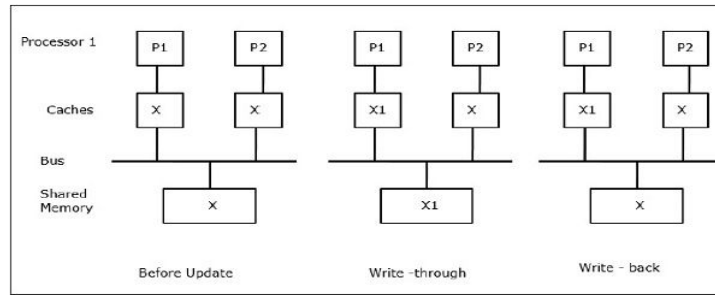 Processor 1 P1 P2 P1 P2 P1 P2
Caches X X X1 X X1 X
Bus
Shared
Memory X X1 X
Before Update Write -through Write - back